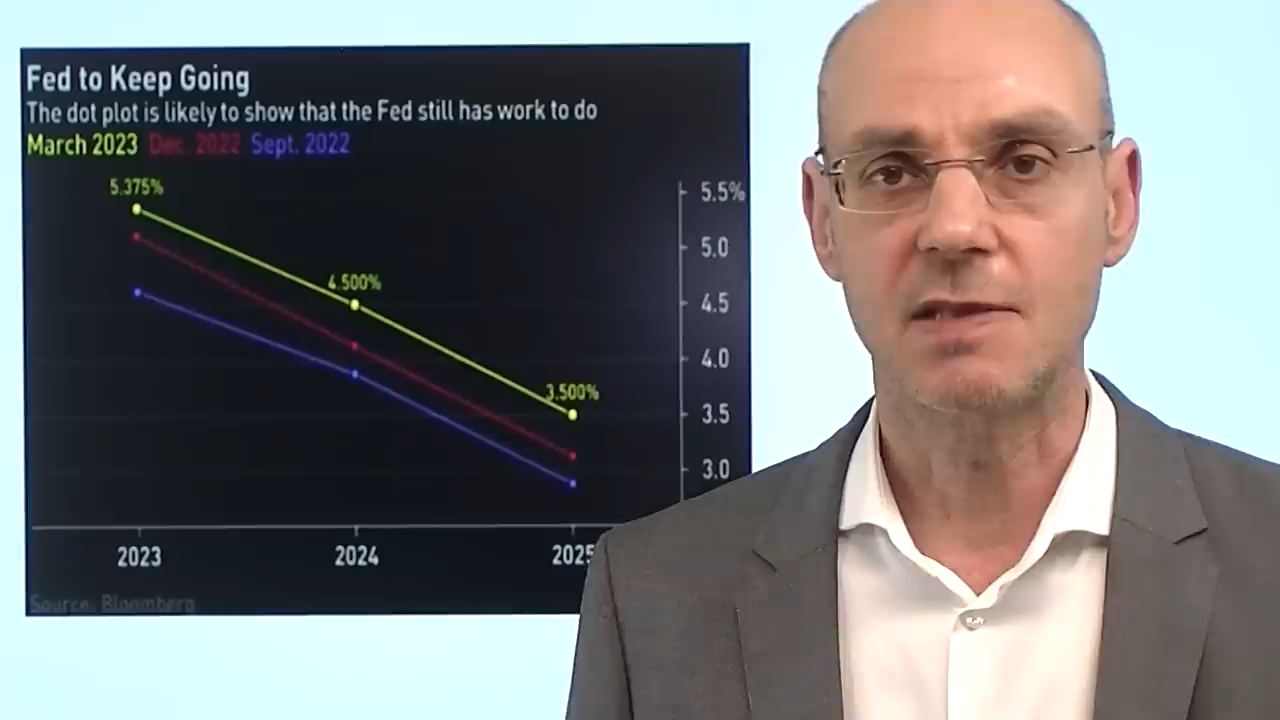 Fed to Keep Going
The dot plot is likely to show that the Fed still has work to do
March 2023 Dec. 2022 Sept. 2022
5.375%
4.500%
3.500%
5.5%
5.0
4.5
4.0
3.5
3.0
2023 2024 2025
Source: Bloomberg